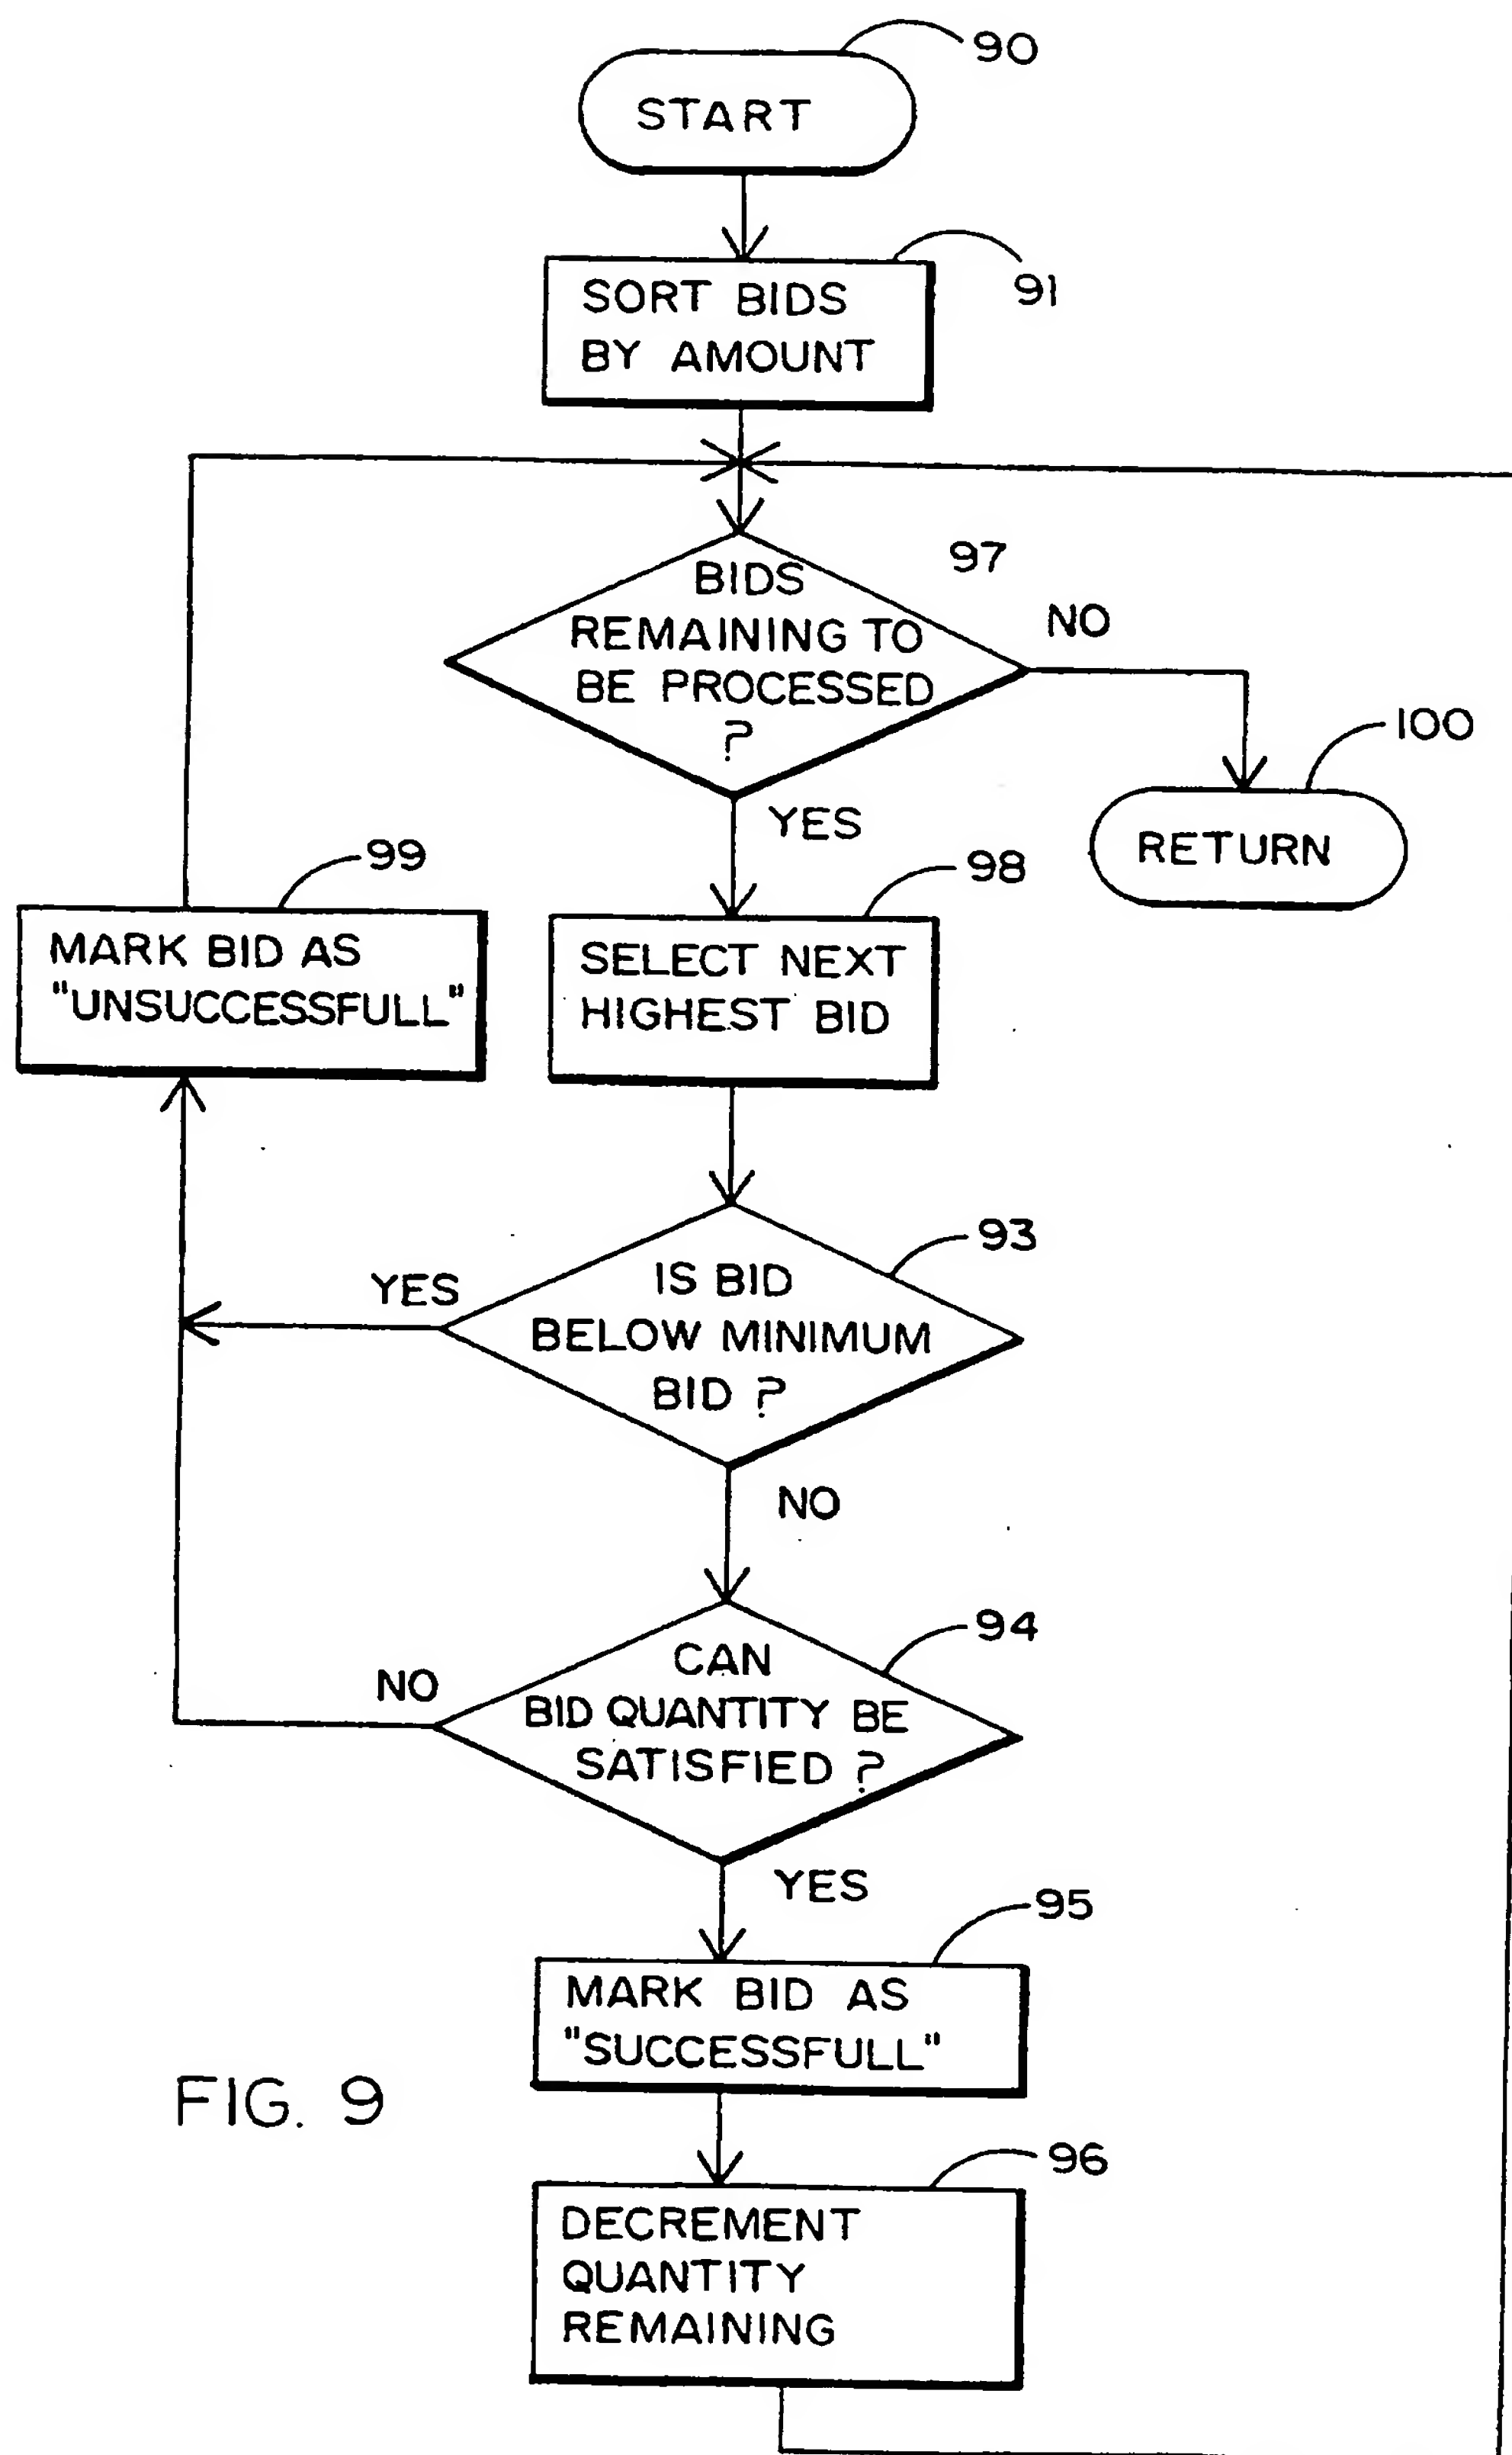 90
START
91
SORT BIDS
BY AMOUNT
97
BIDS
REMAINING TO
BE PROCESSED
?
NO
100
RETURN
YES
99
MARK BID AS
"UNSUCCESSFULL"
98
SELECT NEXT
HIGHEST BID
93
YES
IS BID
BELOW MINIMUM
BID ?
NO
94
NO
CAN
BID QUANTITY BE
SATISFIED ?
YES
95
MARK BID AS
"SUCCESSFULL"
FIG. 9
96
DECREMENT
QUANTITY
REMAINING